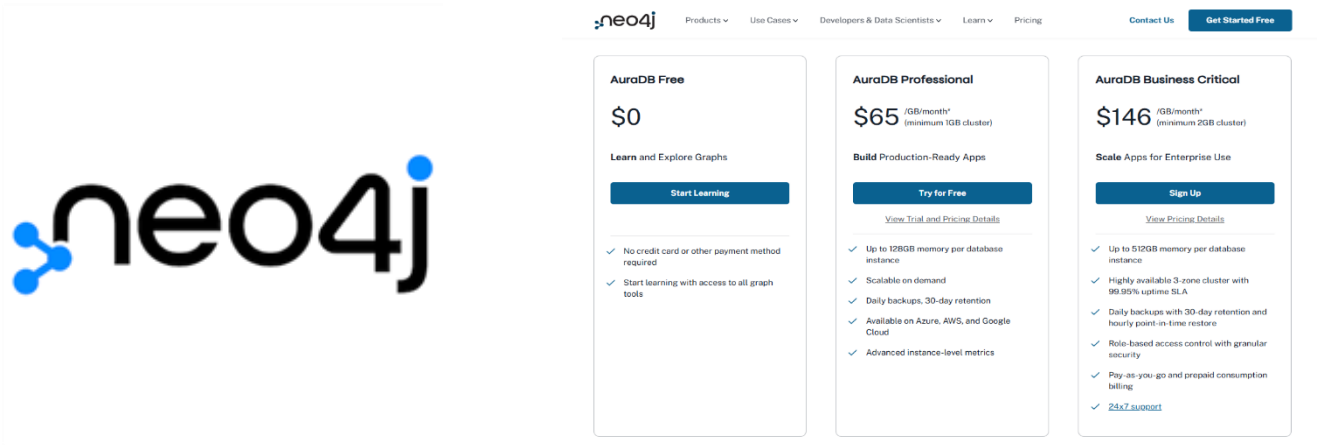 neo4j
neo4j
Products
Use Cases
Developers & Data Scientists
Learn
Pricing
Contact Us
Get Started Free
AuraDB Free
$0
Learn and Explore Graphs
Start Learning
No credit card or other payment method
required
Start learning with access to all graph
tools
AuraDB Professional
$65 /GB/month*
(minimum 1GB cluster)
Build Production-Ready Apps
Try for Free
View Trial and Pricing Details
Up to 128GB memory per database
instance
Scalable on demand
Daily backups, 30-day retention
Available on Azure, AWS, and Google
Cloud
Advanced instance-level metrics
AuraDB Business Critical
$146 /GB/month*
(minimum 2GB cluster)
Scale Apps for Enterprise Use
Sign Up
View Pricing Details
Up to 512GB memory per database
instance
Highly available 3-zone cluster with
99.95% uptime SLA
Daily backups with 30-day retention and
hourly point-in-time restore
Role-based access control with granular
security
Pay-as-you-go and prepaid consumption
billing
24x7 support